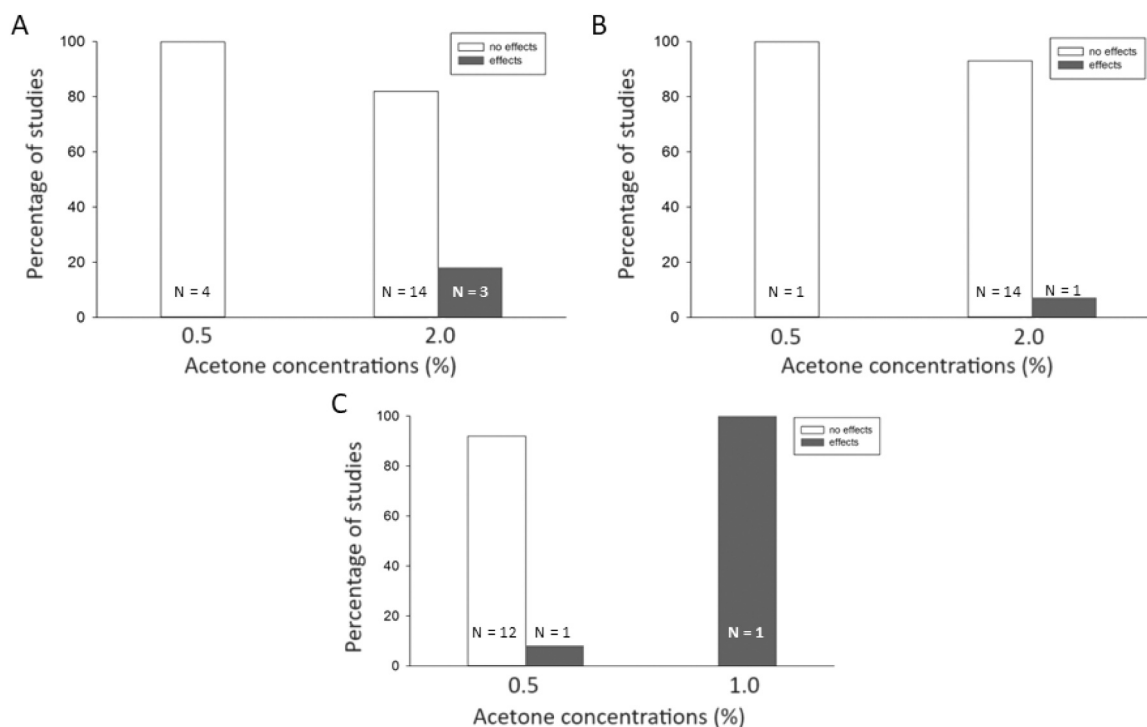 A
Percentage of studies
100
80
60
40
20
0
no effects
effects
N = 4
N = 14
N = 3
0.5
2.0
Acetone concentrations (%)
B
Percentage of studies
100
80
60
40
20
0
no effects
effects
N = 1
N = 14
N = 1
0.5
2.0
Acetone concentrations (%)
C
Percentage of studies
100
80
60
40
20
0
no effects
effects
N = 12
N = 1
N = 1
0.5
1.0
Acetone concentrations (%)